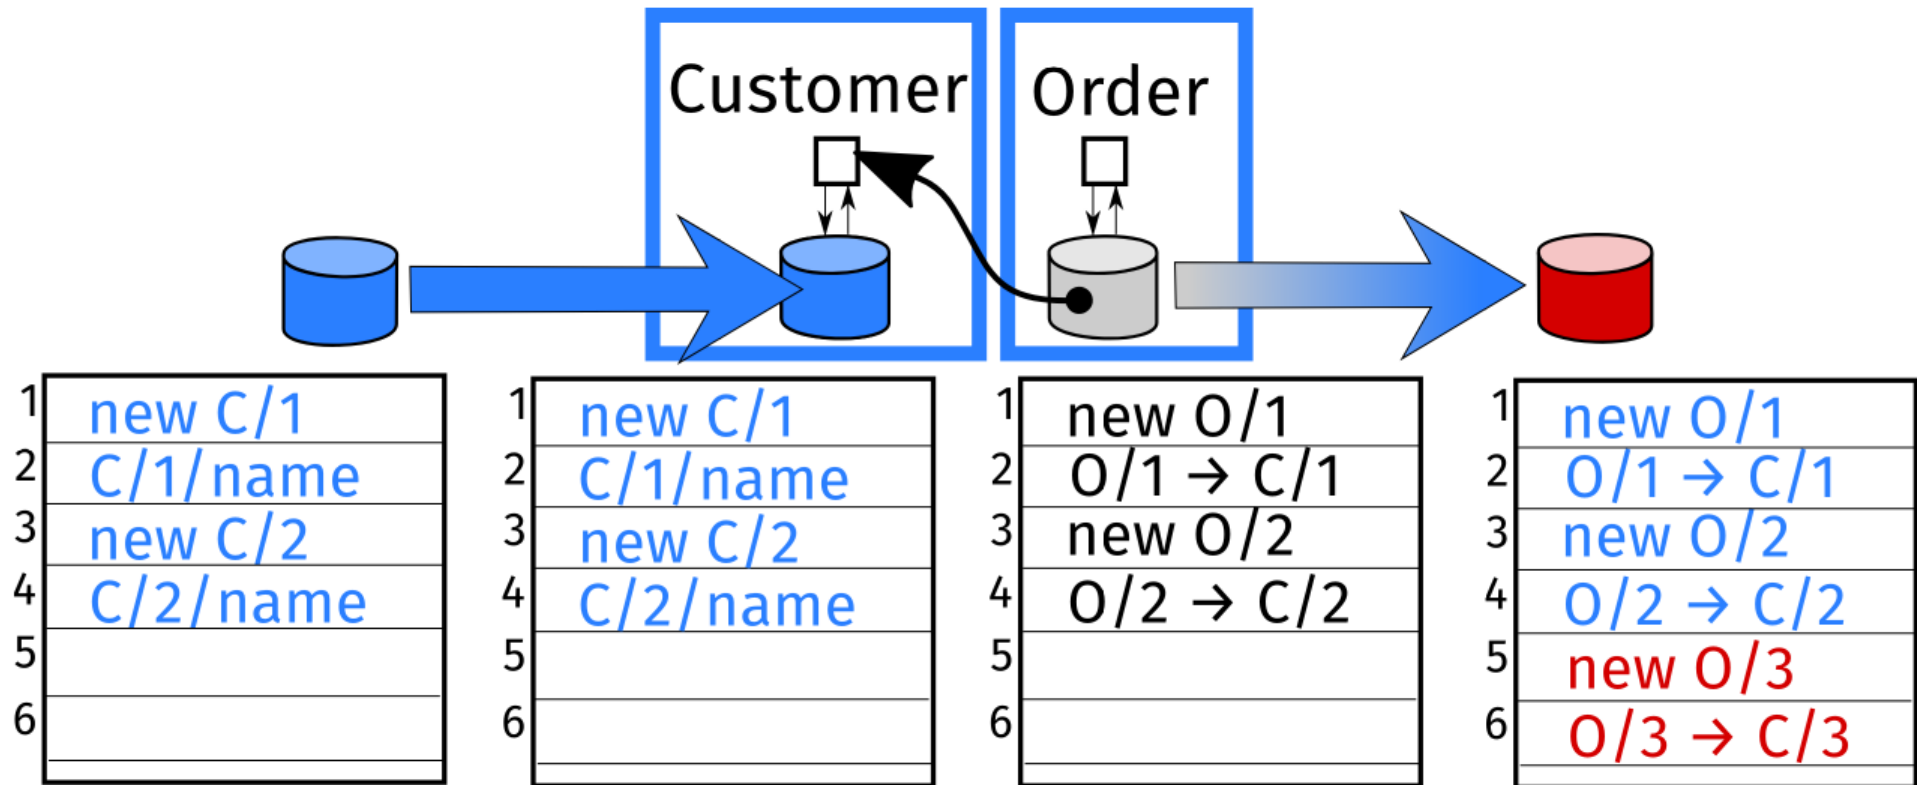 Customer
Order
1 new C/1
2 C/1/name
3 new C/2
4 C/2/name
5
6
1 new C/1
2 C/1/name
3 new C/2
4 C/2/name
5
6
1 new O/1
2 O/1 → C/1
3 new O/2
4 O/2 → C/2
5
6
1 new O/1
2 O/1 → C/1
3 new O/2
4 O/2 → C/2
5 new O/3
6 O/3 → C/3